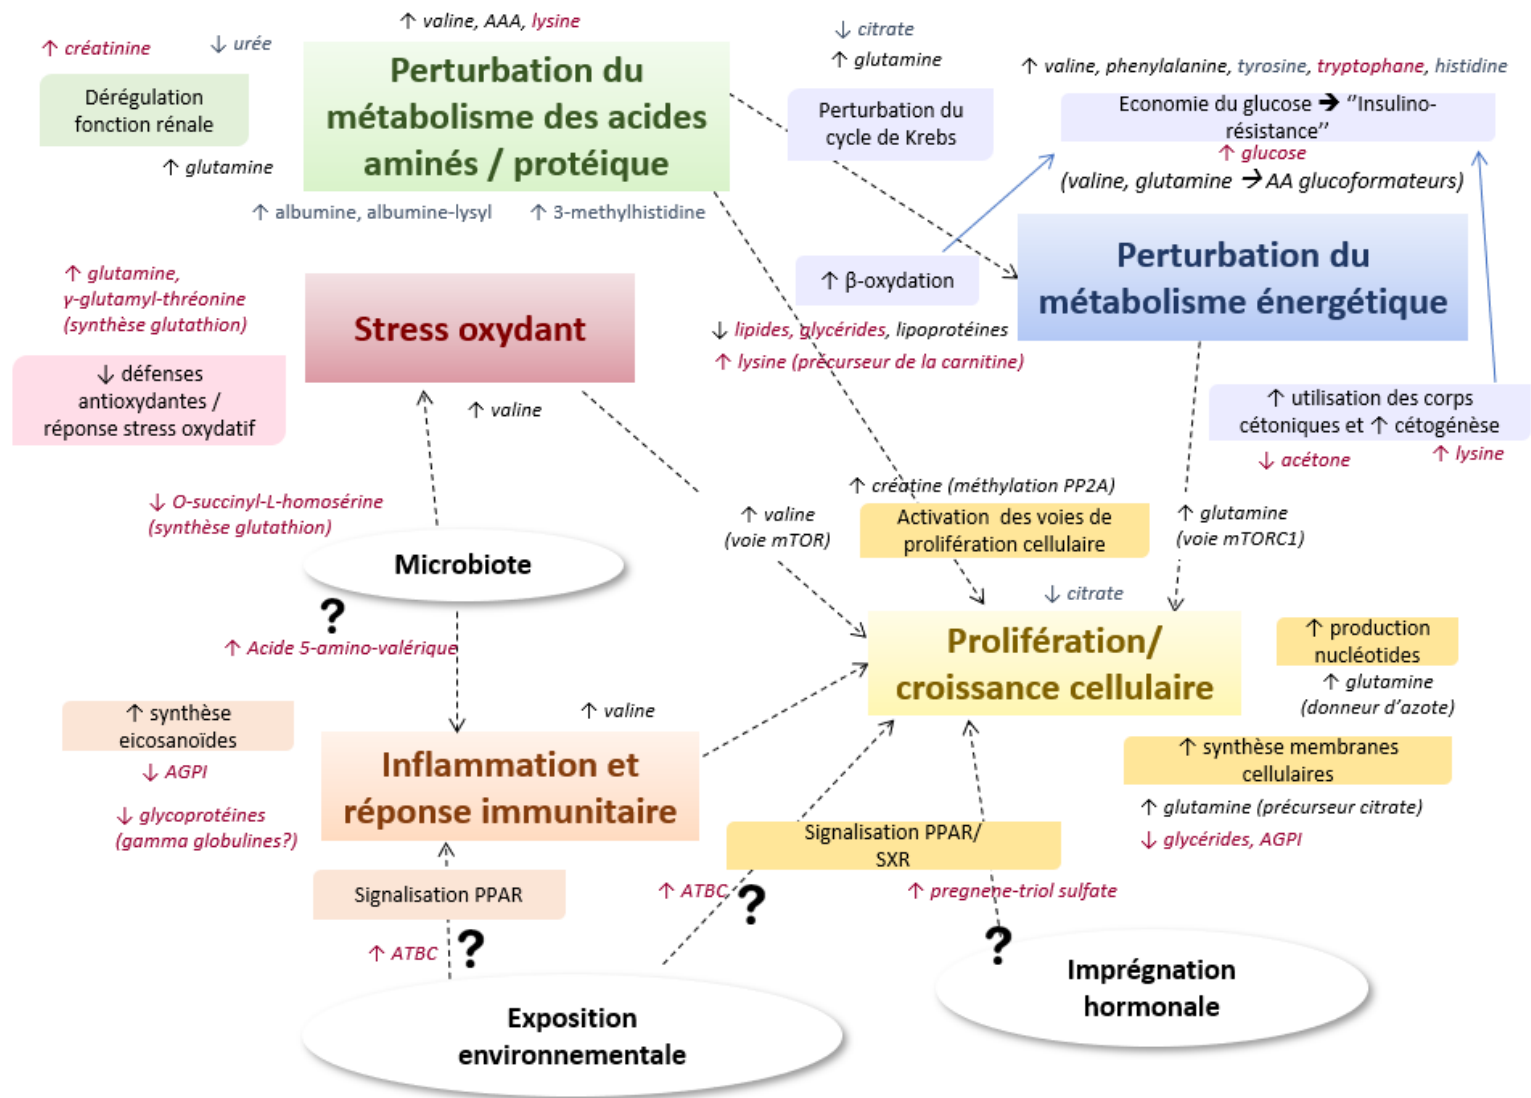 ↑ valine, AAA, lysine
↑ créatinine
↓ urée
Dérégulation
fonction rénale
↑ glutamine
Perturbation du
métabolisme des acides
aminés / protéique
↑ albumine, albumine-lysyl
↑ 3-methylhistidine
↓ citrate
↑ glutamine
Perturbation du
cycle de Krebs
↑ valine, phenylalanine, tyrosine, tryptophane, histidine
Economie du glucose → “Insulino-
résistance”
↑ glucose
(valine, glutamine → AA glucoformateurs)
↑ β-oxydation
Perturbation du
métabolisme énergétique
↓ lipides, glycérides, lipoprotéines
↑ lysine (précurseur de la carnitine)
↑ utilisation des corps
cétoniques et ↑ cétogénèse
↓ acétone
↑ lysine
↑ glutamine,
γ-glutamyl-thréonine
(synthèse glutathion)
Stress oxydant
↓ défenses
antioxydantes /
réponse stress oxydatif
↑ valine
↓ O-succinyl-L-homosérine
(synthèse glutathion)
Microbiote
?
↑ Acide 5-amino-valérique
↑ valine
(voie mTOR)
↑ créatine (méthylation PP2A)
Activation des voies de
prolifération cellulaire
↑ glutamine
(voie mTORC1)
↓ citrate
Prolifération/
croissance cellulaire
↑ production
nucléotides
↑ glutamine
(donneur d’azote)
↑ synthèse membranes
cellulaires
↑ glutamine (précurseur citrate)
↓ glycérides, AGPI
↑ synthèse
eicosanoïdes
↓ AGPI
↓ glycoprotéines
(gamma globulines?)
↑ valine
Inflammation et
réponse immunitaire
Signalisation PPAR
↑ ATBC
?
Signalisation PPAR/
SXR
↑ ATBC
?
↑ pregnene-triol sulfate
?
Exposition
environnementale
Imprégnation
hormonale